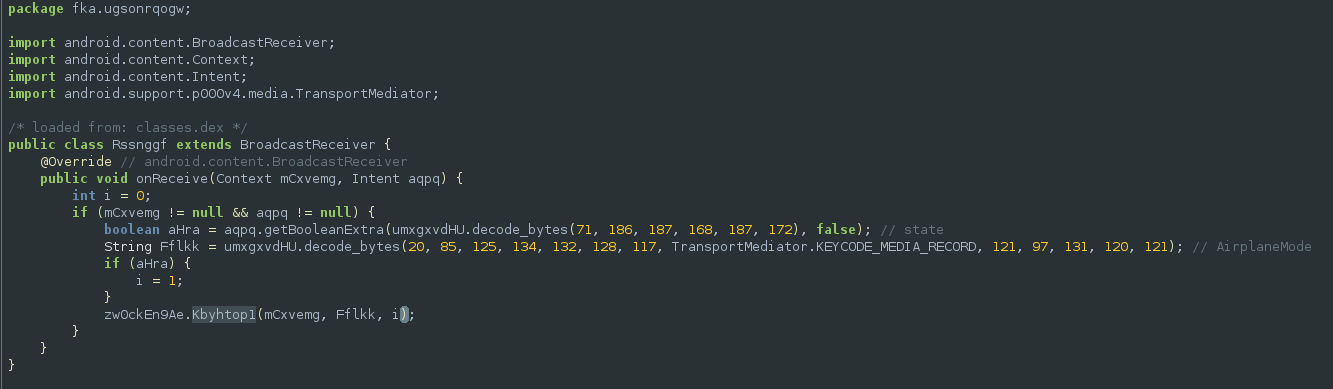 package fka.ugsonrqogw;
import android.content.BroadcastReceiver;
import android.content.Context;
import android.content.Intent;
import android.support.p000v4.media.TransportMediator;
/* loaded from: classes.dex */
public class Rssnggf extends BroadcastReceiver {
@Override // android.content.BroadcastReceiver
public void onReceive(Context mCxvemg, Intent aqpq) {
int i = 0;
if (mCxvemg != null && aqpq != null) {
boolean aHra = aqpq.getBooleanExtra(umxgxvdHU.decode_bytes(71, 186, 187, 168, 187, 172), false); // state
String Fflkk = umxgxvdHU.decode_bytes(20, 85, 125, 134, 132, 128, 117, TransportMediator.KEYCODE_MEDIA_RECORD, 121, 97, 131, 120, 121); // AirplaneMode
if (aHra) {
i = 1;
}
zw0ckEn9Ae.Kbyhtop1(mCxvemg, Fflkk, i);
}
}
}